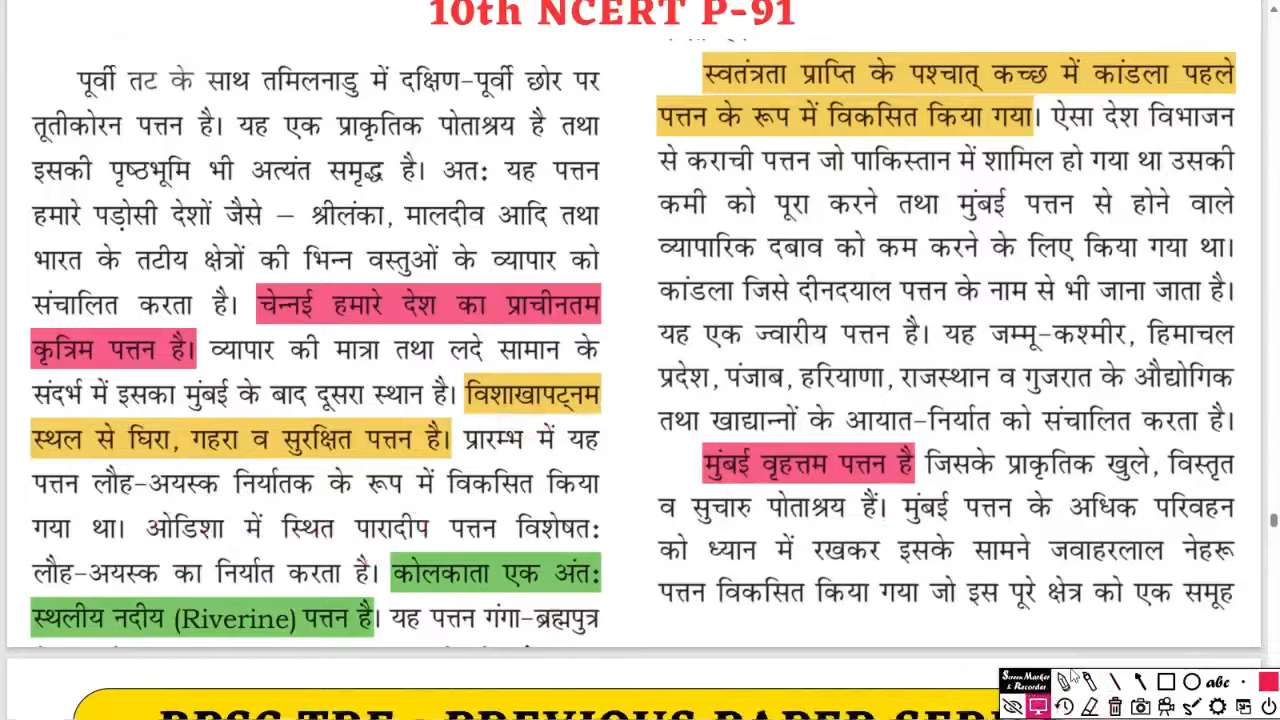 10th NCERT P-91
पूर्वी तट के साथ तमिलनाडु में दक्षिण-पूर्वी छोर पर
तूतीकोरन पत्तन है। यह एक प्राकृतिक पोताश्रय है तथा
इसकी पृष्ठभूमि भी अत्यंत समृद्ध है। अत: यह पत्तन
हमारे पड़ोसी देशों जैसे – श्रीलंका, मालदीव आदि तथा
भारत के तटीय क्षेत्रों की भिन्न वस्तुओं के व्यापार को
संचालित करता है। चेन्नई हमारे देश का प्राचीनतम
कृत्रिम पत्तन है। व्यापार की मात्रा तथा लदे सामान के
संदर्भ में इसका मुंबई के बाद दूसरा स्थान है। विशाखापट्नम
स्थल से घिरा, गहरा व सुरक्षित पत्तन है। प्रारम्भ में यह
पत्तन लौह-अयस्क निर्यातक के रूप में विकसित किया
गया था। ओडिशा में स्थित पारादीप पत्तन विशेषत:
लौह-अयस्क का निर्यात करता है। कोलकाता एक अंत:
स्थलीय नदीय (Riverine) पत्तन है। यह पत्तन गंगा-ब्रह्मपुत्र
स्वतंत्रता प्राप्ति के पश्चात् कच्छ में कांडला पहले
पत्तन के रूप में विकसित किया गया। ऐसा देश विभाजन
से कराची पत्तन जो पाकिस्तान में शामिल हो गया था उसकी
कमी को पूरा करने तथा मुंबई पत्तन से होने वाले
व्यापारिक दबाव को कम करने के लिए किया गया था।
कांडला जिसे दीनदयाल पत्तन के नाम से भी जाना जाता है।
यह एक ज्वारीय पत्तन है। यह जम्मू-कश्मीर, हिमाचल
प्रदेश, पंजाब, हरियाणा, राजस्थान व गुजरात के औद्योगिक
तथा खाद्यान्नों के आयात-निर्यात को संचालित करता है।
मुंबई वृहत्तम पत्तन है जिसके प्राकृतिक खुले, विस्तृत
व सुचारु पोताश्रय हैं। मुंबई पत्तन के अधिक परिवहन
को ध्यान में रखकर इसके सामने जवाहरलाल नेहरू
पत्तन विकसित किया गया जो इस पूरे क्षेत्र को एक समूह
Screen Marker
& Recorder
abc